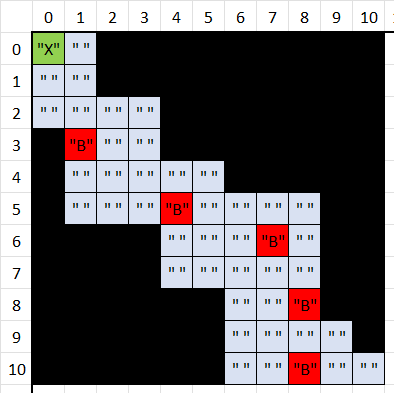 0 1 2 3 4 5 6 7 8 9 10
0 "X" " "
1 " " " "
2 " " " " " " " "
3 "B" " " " "
4 " " " " " " " " " "
5 " " " " " " "B" " " " " " " " "
6 " " " " " " "B" " "
7 " " " " " " " " " "
8 " " " " "B"
9 " " " " " " " "
10 " " " " "B" " " " "